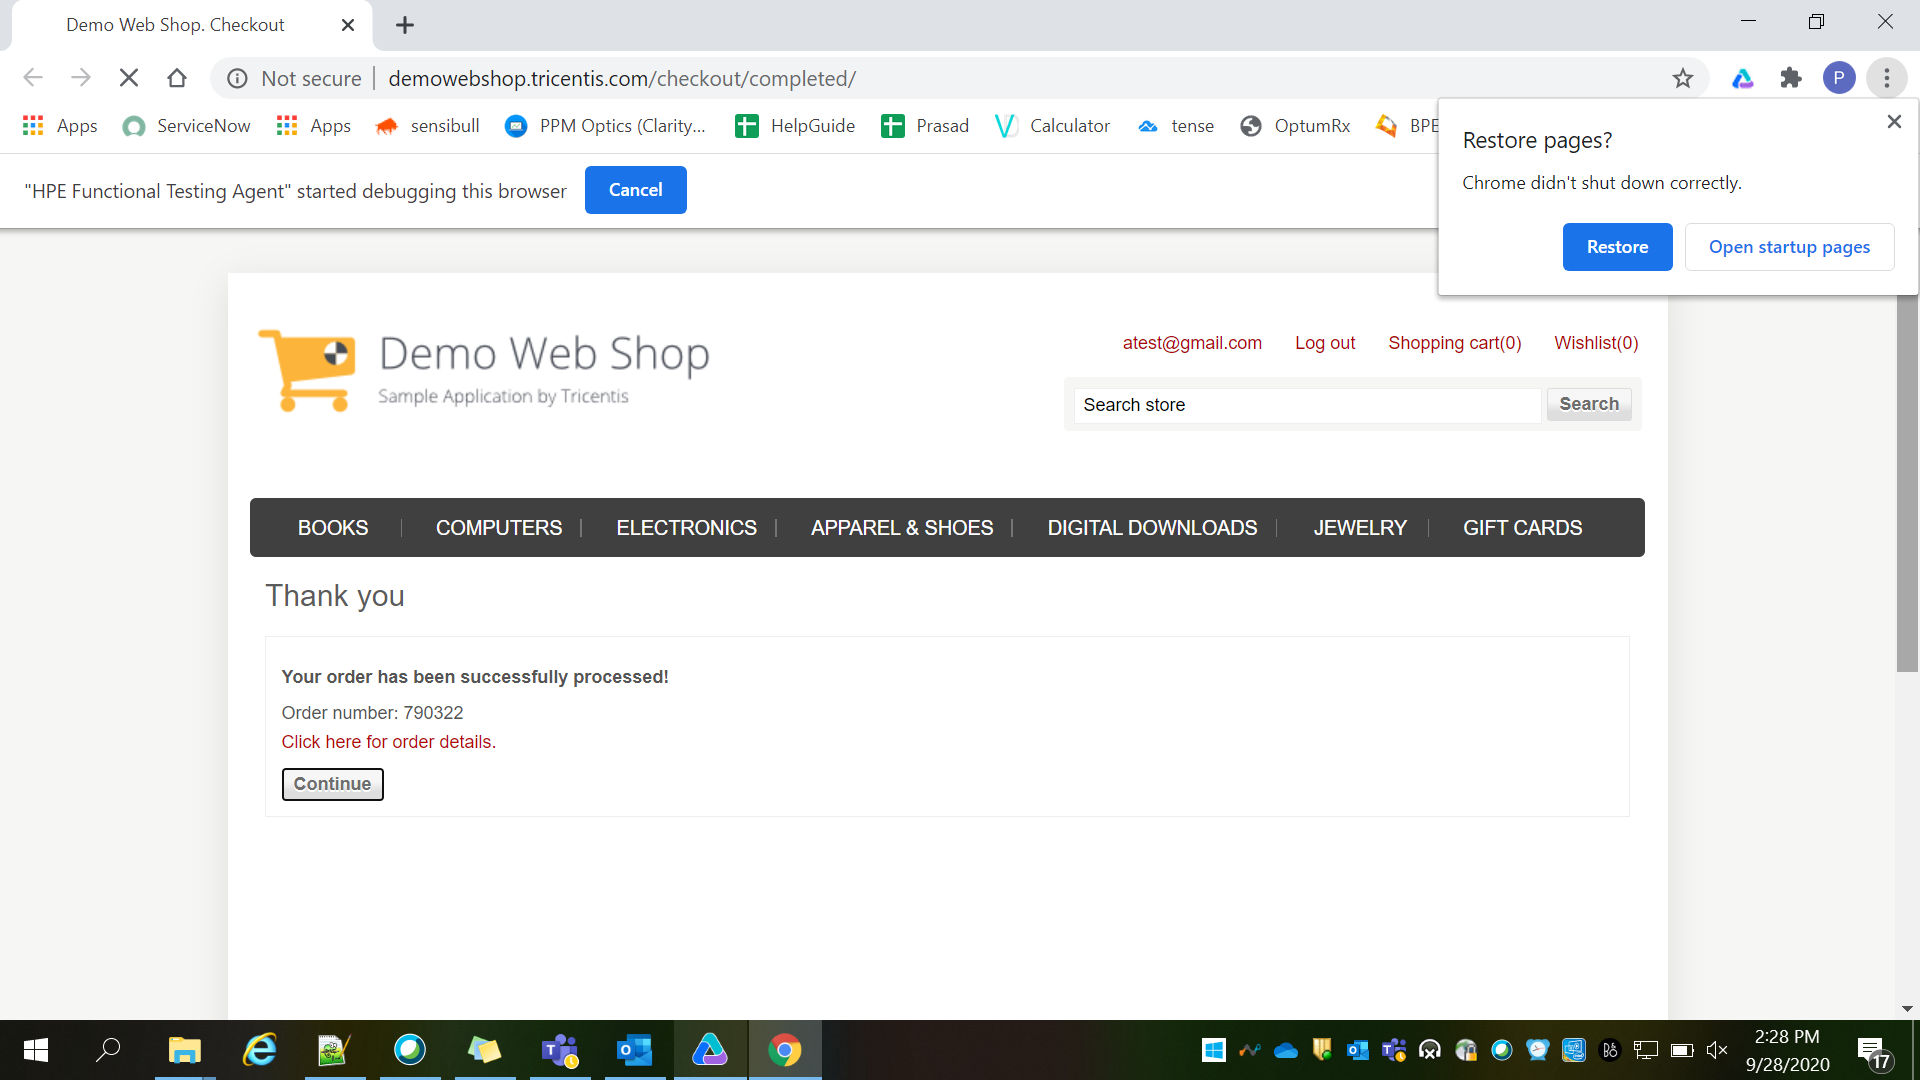 Demo Web Shop. Checkout
Not secure | demowebshop.tricentis.com/checkout/completed/
P
Apps ServiceNow Apps sensibull PPM Optics (Clarity... HelpGuide Prasad Calculator tense OptumRx BPE
"HPE Functional Testing Agent" started debugging this browser Cancel
Restore pages?
Chrome didn't shut down correctly.
Restore Open startup pages
Demo Web Shop
Sample Application by Tricentis
atest@gmail.com Log out Shopping cart(0) Wishlist(0)
Search store Search
BOOKS COMPUTERS ELECTRONICS APPAREL & SHOES DIGITAL DOWNLOADS JEWELRY GIFT CARDS
Thank you
Your order has been successfully processed!
Order number: 790322
Click here for order details.
Continue
2:28 PM
9/28/2020
17